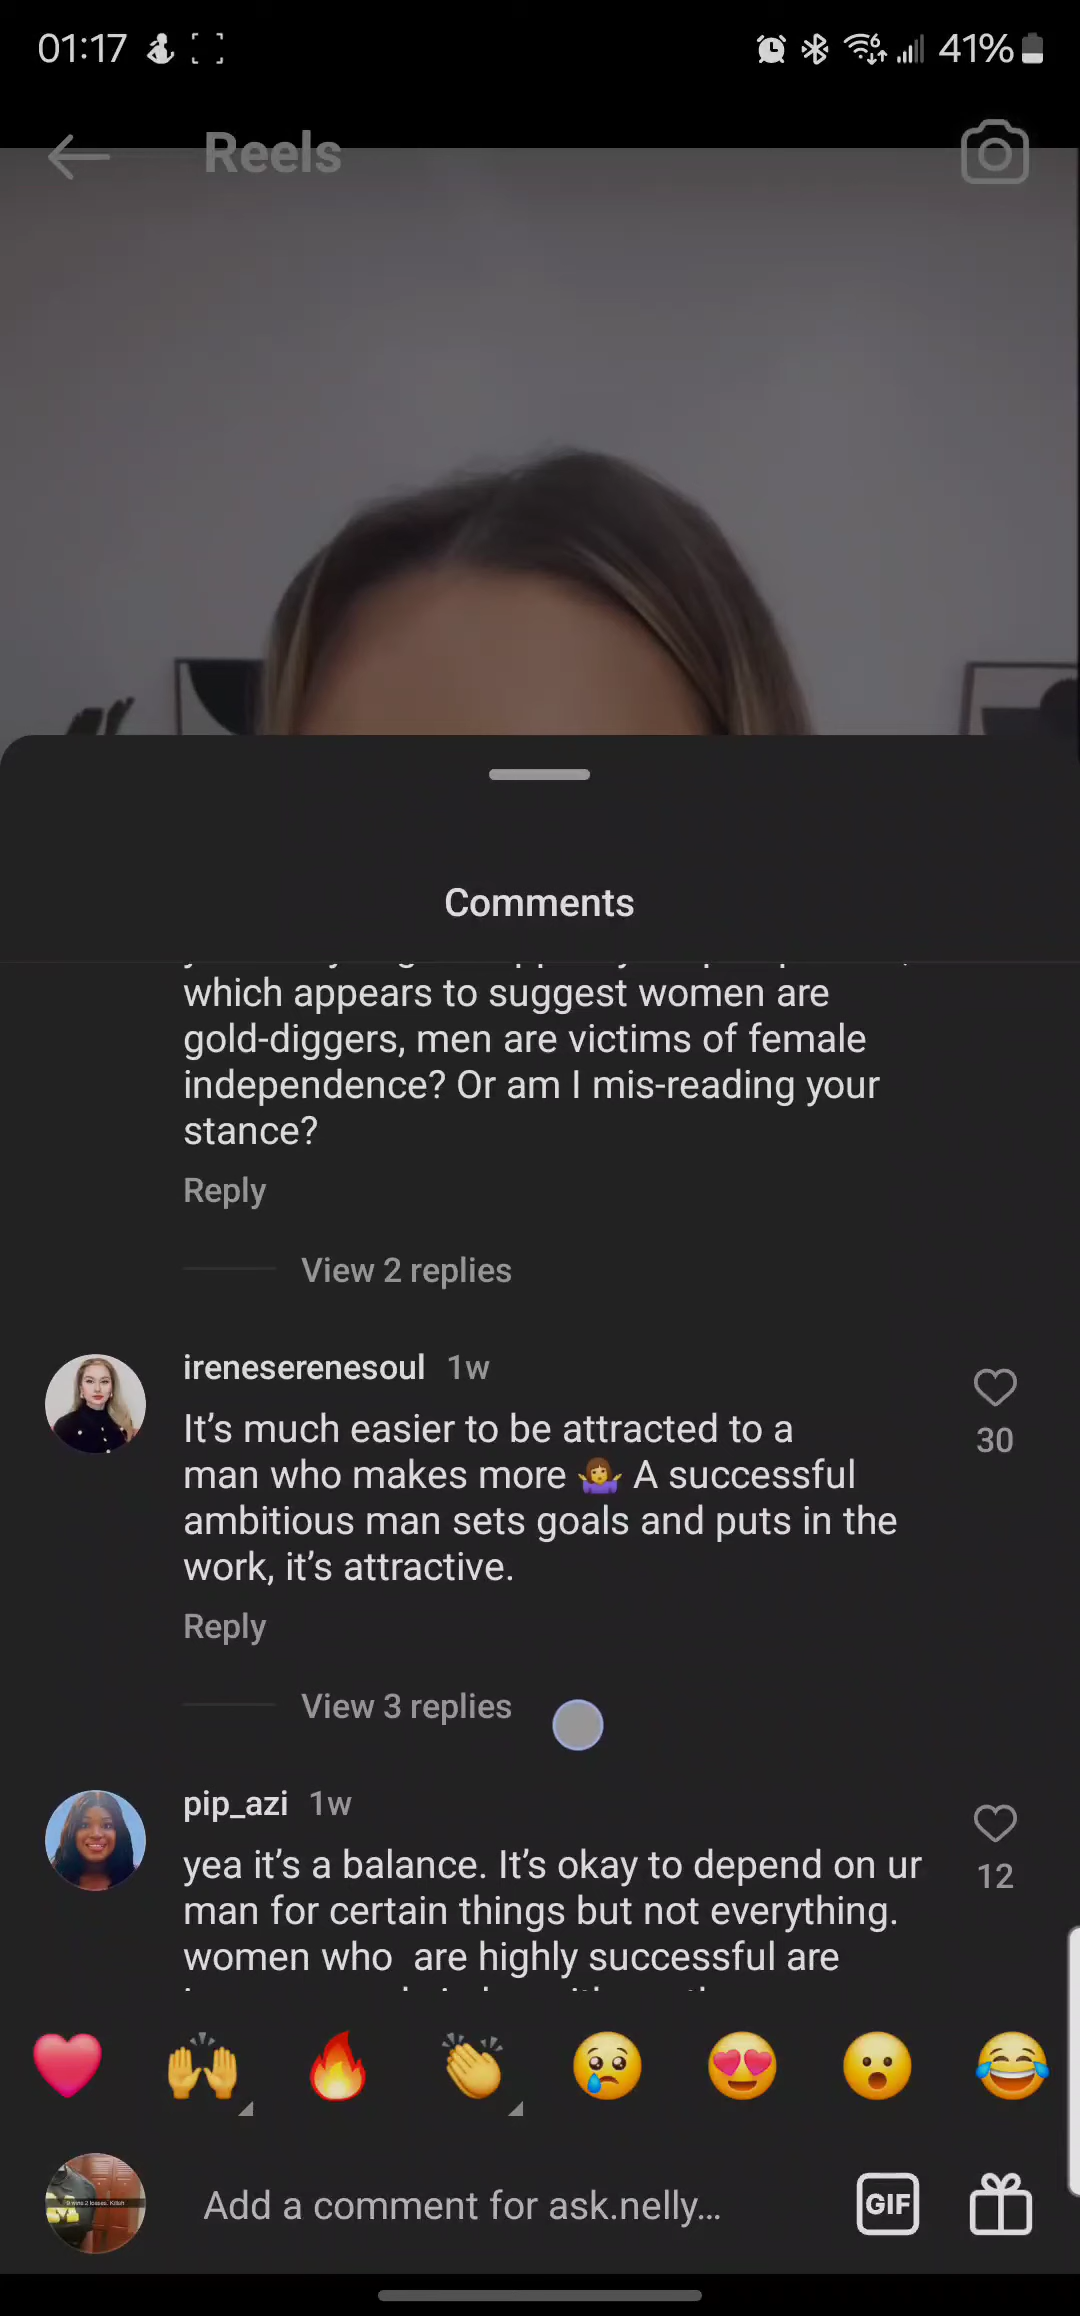 01:17 41%
Reels
Comments
which appears to suggest women are
gold-diggers, men are victims of female
independence? Or am I mis-reading your
stance?
Reply
View 2 replies
ireneserenesoul 1w
It’s much easier to be attracted to a
man who makes more 🤷‍♀️ A successful
ambitious man sets goals and puts in the
work, it’s attractive.
30
Reply
View 3 replies
pip_azi 1w
yea it’s a balance. It’s okay to depend on ur
man for certain things but not everything.
women who  are highly successful are
12
Add a comment for ask.nelly...
GIF